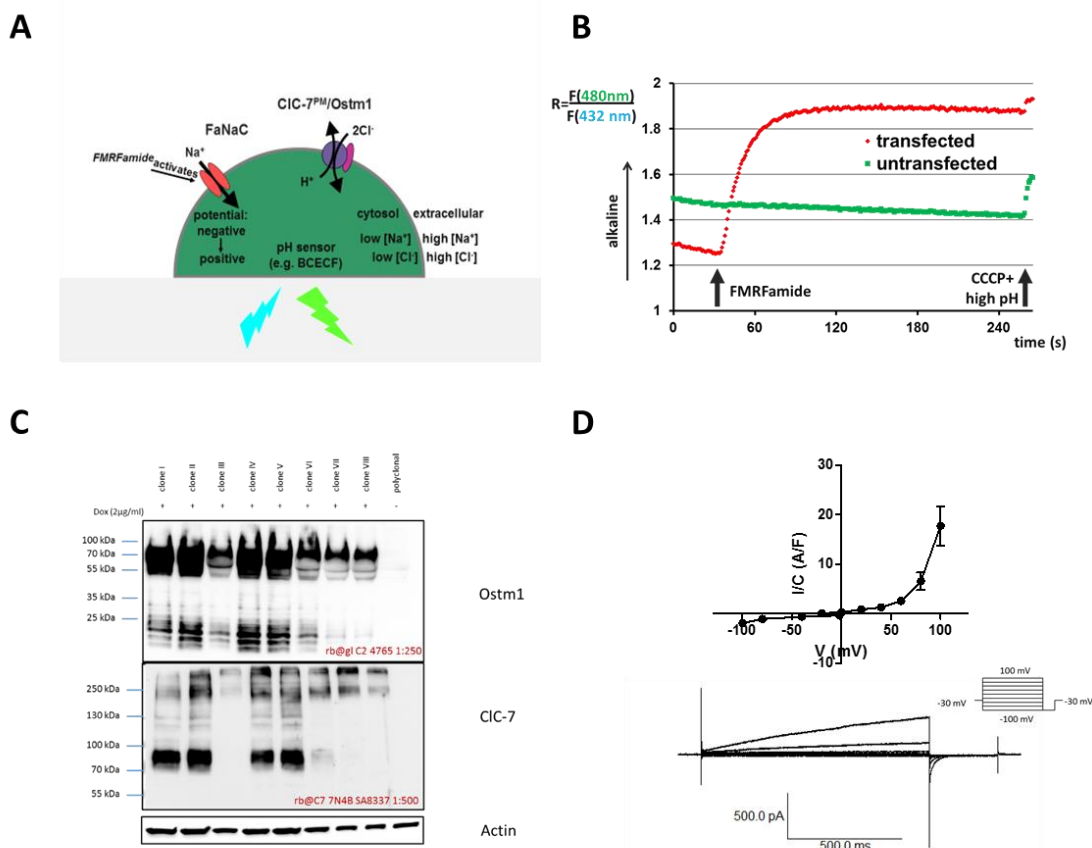 A
ClC-7PM/Ostm1
FaNaC
2Cl-
FMRFamide activates
Na+
H+
potential:
negative
positive
cytosol
extracellular
low [Na+]
high [Na+]
low [Cl-]
high [Cl-]
pH sensor
(e.g. BCECF)
B
R=F(480nm)
F(432 nm)
alkaline
2
1.8
1.6
1.4
1.2
1
transfected
untransfected
FMRFamide
CCCP+
high pH
0
60
120
180
240
time (s)
C
clone I
clone II
clone III
clone IV
clone V
clone VI
clone VII
clone VIII
polyclonal
Dox (2µg/ml)
+ + + + + + + + -
100 kDa
70 kDa
55 kDa
35 kDa
25 kDa
Ostm1
rb@gl C2 4765 1:250
250 kDa
130 kDa
100 kDa
70 kDa
55 kDa
ClC-7
rb@C7 7N4B SA8337 1:500
Actin
D
30
20
10
-10
I/C (A/F)
-100
-50
0
50
100
V (mV)
100 mV
-30 mV
-30 mV
-100 mV
500.0 pA
500.0 ms